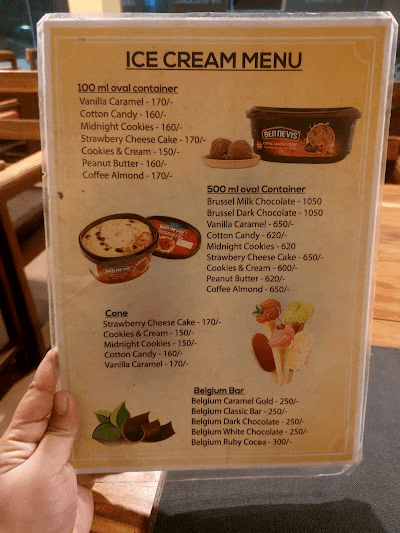 ICE CREAM MENU
100 ml oval container
Vanilla Caramel - 170/-
Cotton Candy - 160/-
Midnight Cookies - 160/-
Strawbery Cheese Cake - 170/-
Cookies & Cream - 150/-
Peanut Butter - 160/-
Coffee Almond - 170/-
BEN NEVIS
500 ml oval Container
Brussel Milk Chocolate - 1050
Brussel Dark Chocolate - 1050
Vanilla Caramel - 650/-
Cotton Candy - 620/-
Midnight Cookies - 620
Strawbery Cheese Cake - 650/-
Cookies & Cream - 600/-
Peanut Butter - 620/-
Coffee Almond - 650/-
BEN NEVIS
Cone
Strawberry Cheese Cake - 170/-
Cookies & Cream - 150/-
Midnight Cookies - 150/-
Cotton Candy - 160/-
Vanilla Caramel - 170/-
Belgium Bar
Belgium Caramel Gold - 250/-
Belgium Classic Bar - 250/-
Belgium Dark Chocolate - 250/-
Belgium White Chocolate - 250/-
Belgium Ruby Cocoa - 300/-